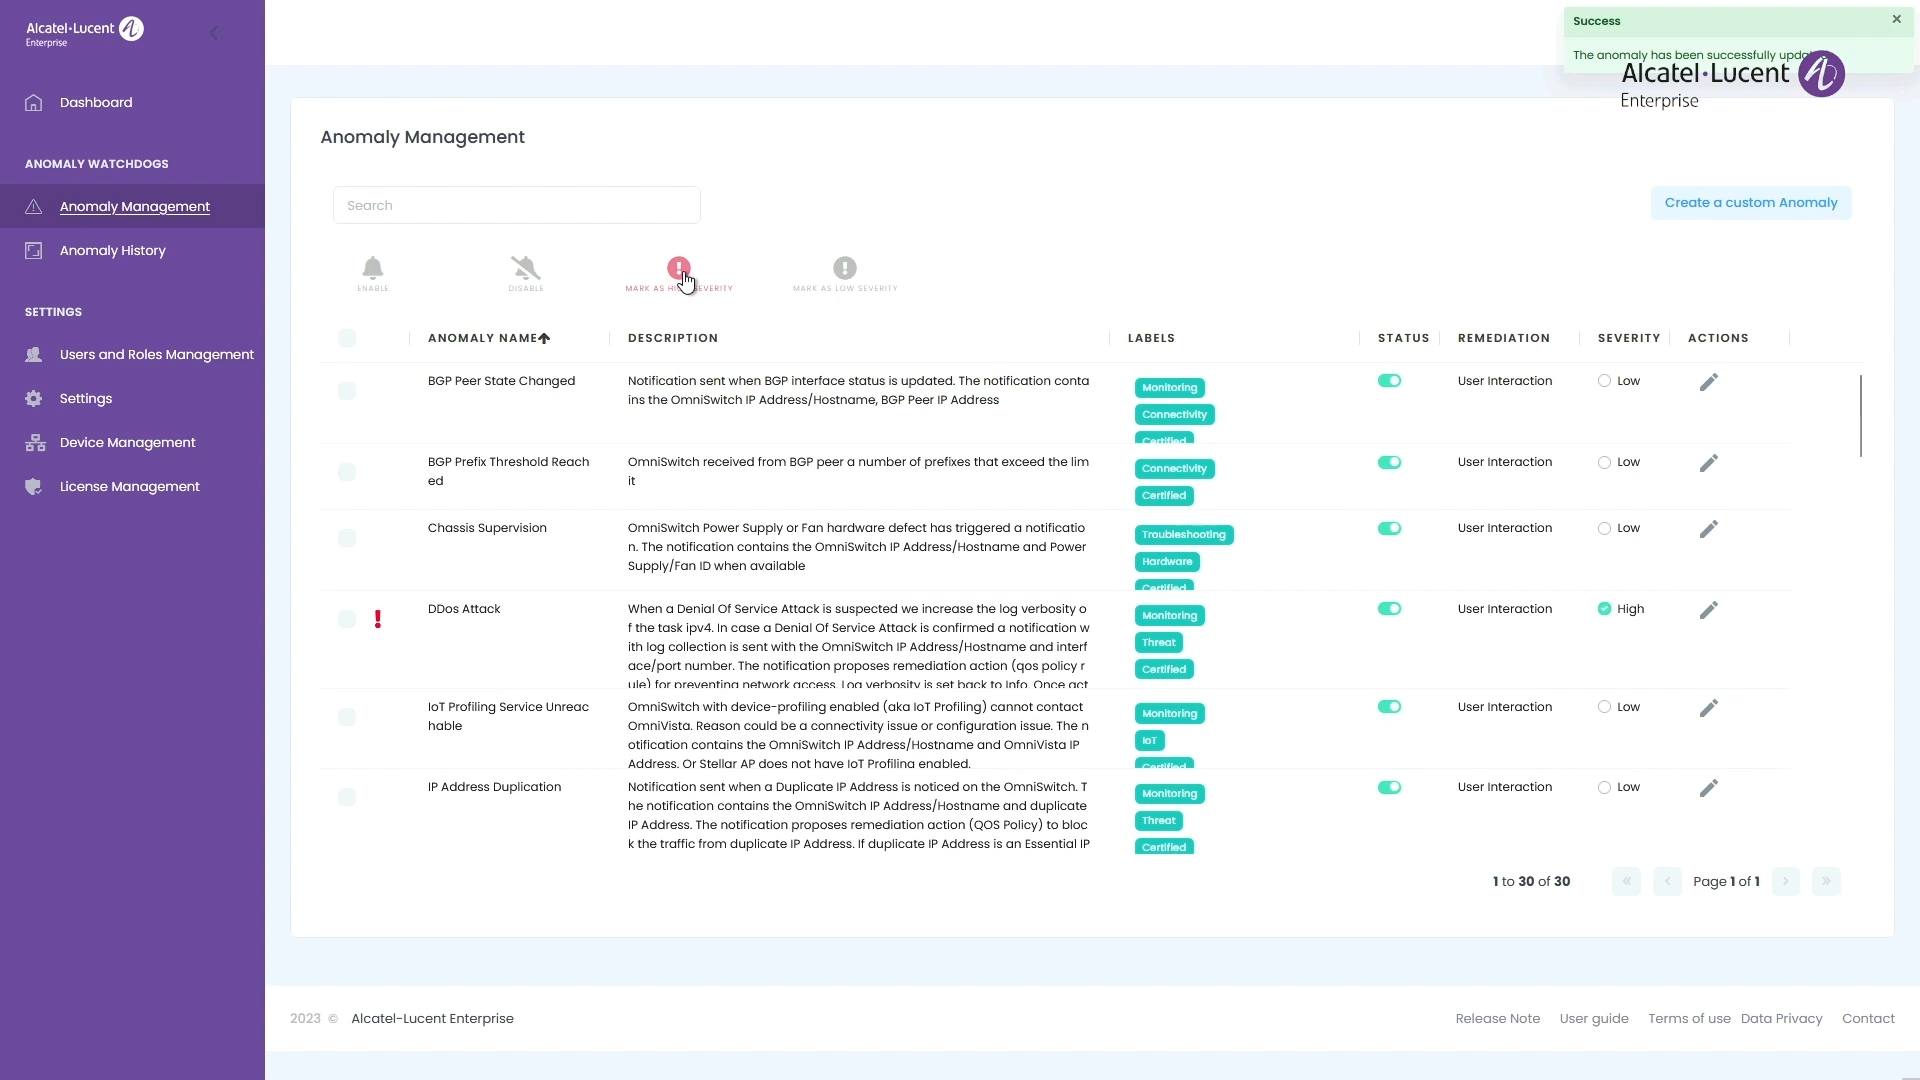 Alcatel·Lucent
Enterprise
Dashboard
ANOMALY WATCHDOGS
Anomaly Management
Anomaly History
SETTINGS
Users and Roles Management
Settings
Device Management
License Management
Success
×
The anomaly has been successfully
Alcatel·Lucent
Enterprise
Anomaly Management
Search
Create a custom Anomaly
ENABLE
DISABLE
MARK AS SEVERITY
MARK AS LOW SEVERITY
ANOMALY NAME
DESCRIPTION
LABELS
STATUS
REMEDIATION
SEVERITY
ACTIONS
BGP Peer State Changed
Notification sent when BGP interface status is updated. The notification conta
ins the OmniSwitch IP Address/Hostname, BGP Peer IP Address
Monitoring
Connectivity
Certified
User Interaction
Low
BGP Prefix Threshold Reach
ed
OmniSwitch received from BGP peer a number of prefixes that exceed the lim
it
Connectivity
Certified
User Interaction
Low
Chassis Supervision
OmniSwitch Power Supply or Fan hardware defect has triggered a notificatio
n. The notification contains the OmniSwitch IP Address/Hostname and Power
Supply/Fan ID when available
Troubleshooting
Hardware
Certified
User Interaction
Low
DDos Attack
When a Denial Of Service Attack is suspected we increase the log verbosity o
f the task ipv4. In case a Denial Of Service Attack is confirmed a notification w
ith log collection is sent with the OmniSwitch IP Address/Hostname and interf
ace/port number. The notification proposes remediation action (qos policy r
ule) for preventing network access. Log verbosity is set back to Info. Once act
Monitoring
Threat
Certified
User Interaction
High
IoT Profiling Service Unreac
hable
OmniSwitch with device-profiling enabled (aka IoT Profiling) cannot contact
OmniVista. Reason could be a connectivity issue or configuration issue. The n
otification contains the OmniSwitch IP Address/Hostname and OmniVista IP
Address. Or Stellar AP does not have IoT Profiling enabled.
Monitoring
IoT
Certified
User Interaction
Low
IP Address Duplication
Notification sent when a Duplicate IP Address is noticed on the OmniSwitch. T
he notification contains the OmniSwitch IP Address/Hostname and duplicate
IP Address. The notification proposes remediation action (QOS Policy) to bloc
k the traffic from duplicate IP Address. If duplicate IP Address is an Essential IP
Monitoring
Threat
Certified
User Interaction
Low
1 to 30 of 30
« ‹ Page 1 of 1 › »
2023 © Alcatel-Lucent Enterprise
Release Note
User guide
Terms of use
Data Privacy
Contact